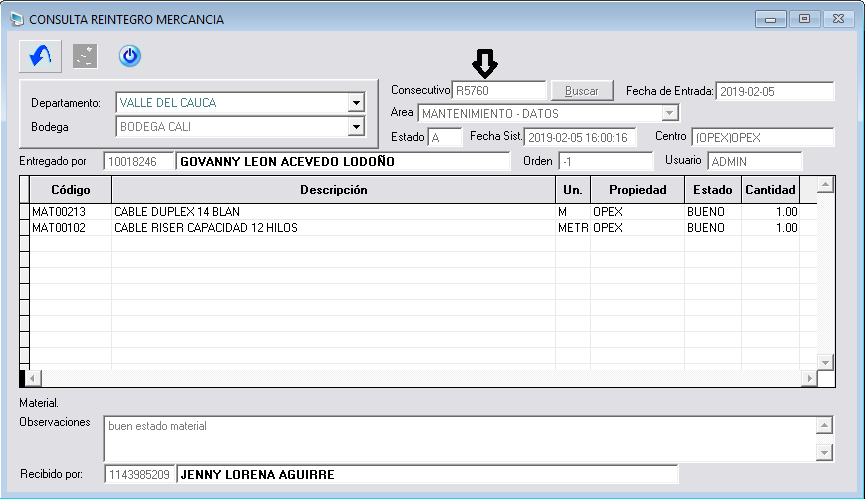 CONSULTA REINTEGRO MERCANCIA
Consecutivo R5760 Buscar Fecha de Entrada: 2019-02-05
Departamento: VALLE DEL CAUCA
Area MANTENIMIENTO - DATOS
Bodega BODEGA CALI
Estado A Fecha Sist. 2019-02-05 16:00:16 Centro (OPEX)OPEX
Entregado por 10018246 GOVANNY LEON ACEVEDO LODOÑO Orden -1 Usuario ADMIN
Código Descripción Un. Propiedad Estado Cantidad
MAT00213 CABLE DUPLEX 14 BLAN M OPEX BUENO 1.00
MAT00102 CABLE RISER CAPACIDAD 12 HILOS METR OPEX BUENO 1.00
Material.
Observaciones buen estado material
Recibido por: 1143985209 JENNY LORENA AGUIRRE